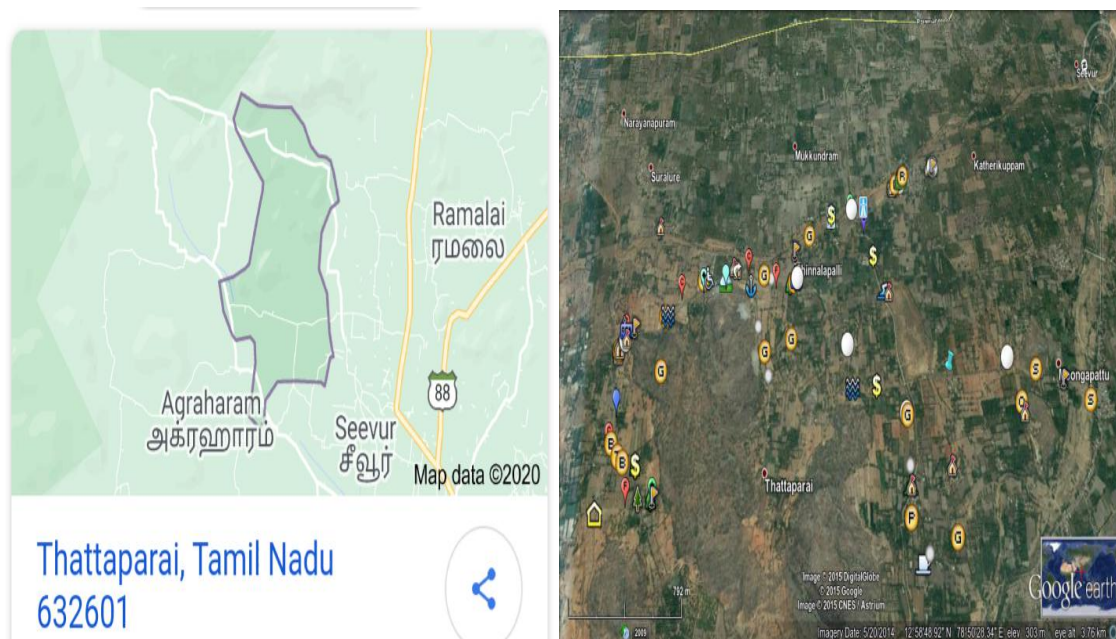 Ramalai
ரமலை
88
Agraharam
அக்ரஹாரம்
Seevur
சீவூர்
Map data ©2020
Thattaparai, Tamil Nadu
632601
Seevur
Narayanapuram
Mukkundram
Katherikuppam
Suralure
Thattaparai
792 m
Image © 2015 DigitalGlobe
© 2015 Google
Image © 2015 CNES / Astrium
Google earth
2009
Imagery Date: 5/20/2014 12°58'48.92" N 78°50'28.34" E elev 303 m eye alt 3.76 km